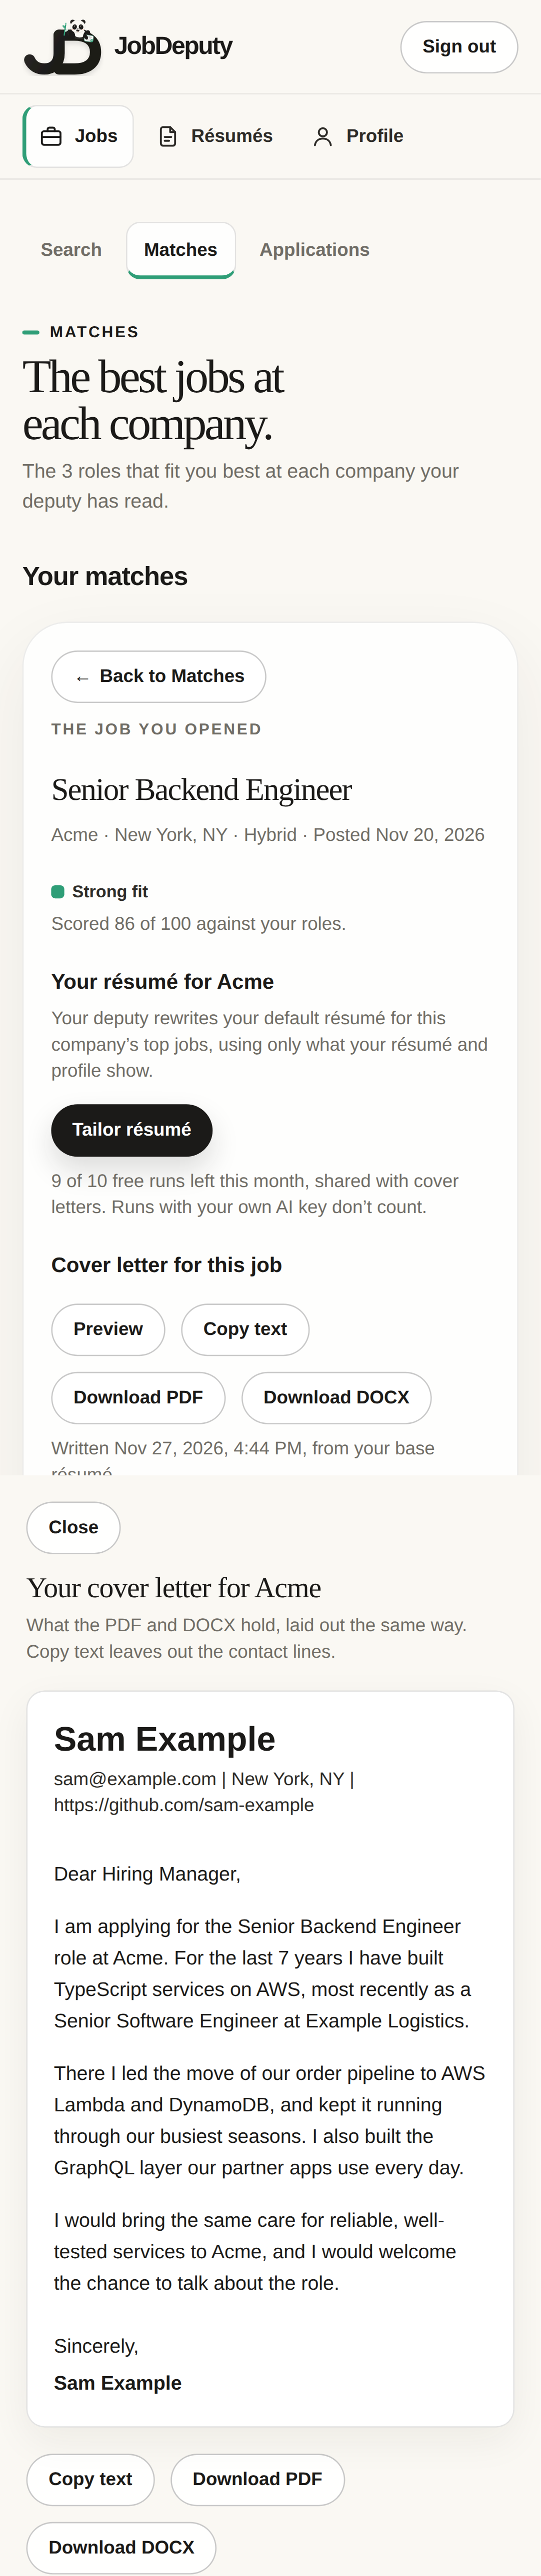 JobDeputy
Sign out
Jobs
Résumés
Profile
Search
Matches
Applications
MATCHES
The best jobs at
each company.
The 3 roles that fit you best at each company your
deputy has read.
Your matches
← Back to Matches
THE JOB YOU OPENED
Senior Backend Engineer
Acme · New York, NY · Hybrid · Posted Nov 20, 2026
Strong fit
Scored 86 of 100 against your roles.
Your résumé for Acme
Your deputy rewrites your default résumé for this
company’s top jobs, using only what your résumé and
profile show.
Tailor résumé
9 of 10 free runs left this month, shared with cover
letters. Runs with your own AI key don’t count.
Cover letter for this job
Preview
Copy text
Download PDF
Download DOCX
Written Nov 27, 2026, 4:44 PM, from your base
résumé
Close
Your cover letter for Acme
What the PDF and DOCX hold, laid out the same way.
Copy text leaves out the contact lines.
Sam Example
sam@example.com | New York, NY |
https://github.com/sam-example
Dear Hiring Manager,
I am applying for the Senior Backend Engineer
role at Acme. For the last 7 years I have built
TypeScript services on AWS, most recently as a
Senior Software Engineer at Example Logistics.
There I led the move of our order pipeline to AWS
Lambda and DynamoDB, and kept it running
through our busiest seasons. I also built the
GraphQL layer our partner apps use every day.
I would bring the same care for reliable, well-
tested services to Acme, and I would welcome
the chance to talk about the role.
Sincerely,
Sam Example
Copy text
Download PDF
Download DOCX